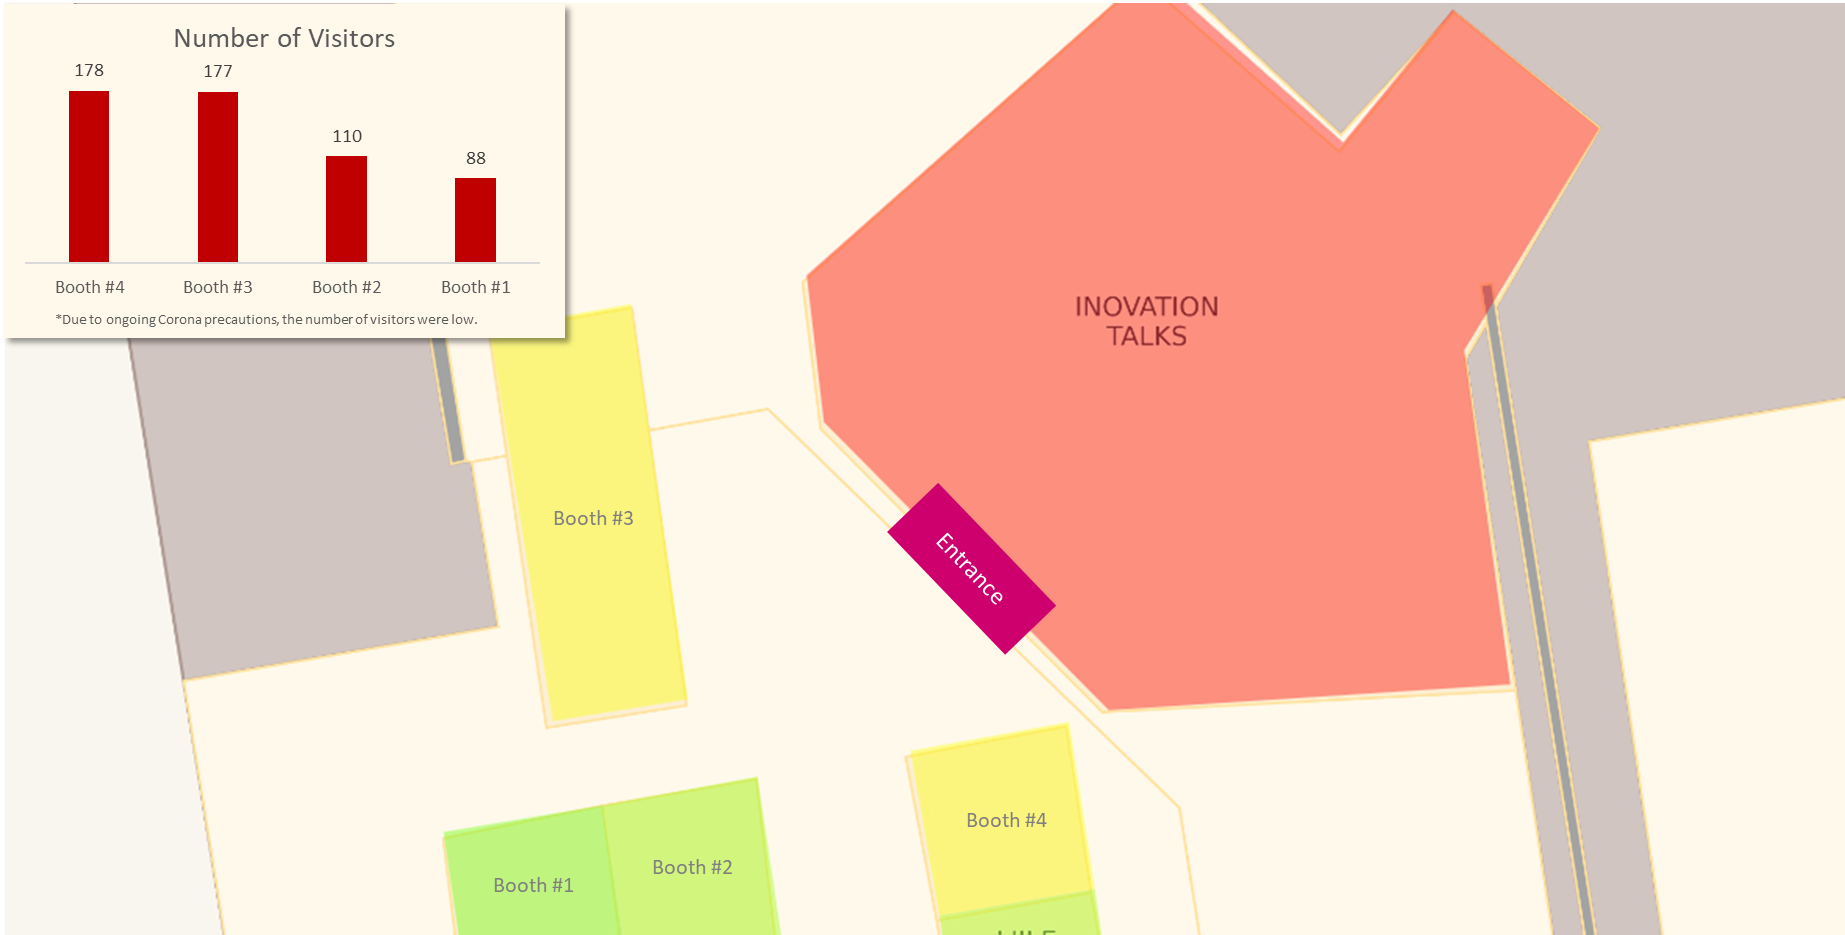 Number of Visitors
178
177
110
88
Booth #4
Booth #3
Booth #2
Booth #1
*Due to ongoing Corona precautions, the number of visitors were low.
INOVATION
TALKS
Booth #3
Entrance
Booth #4
Booth #2
Booth #1